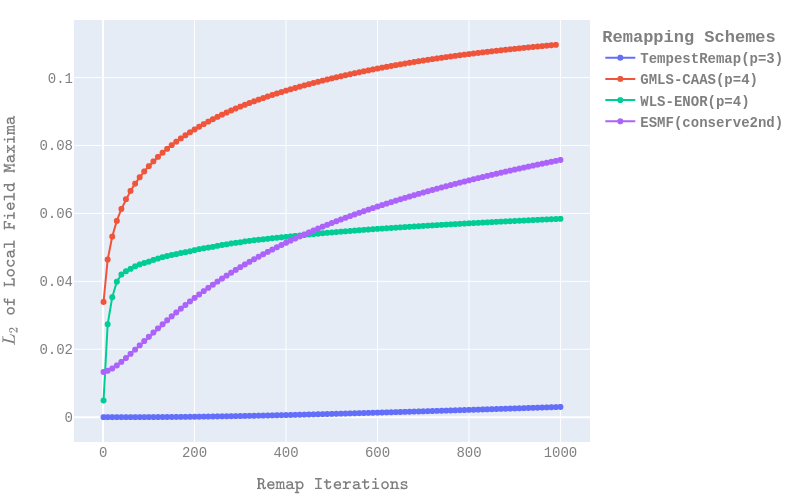 Remapping Schemes
TempestRemap(p=3)
GMLS-CAAS(p=4)
WLS-ENOR(p=4)
ESMF(conserve2nd)
L₂ of Local Field Maxima
0.1
0.08
0.06
0.04
0.02
0
0 200 400 600 800 1000
Remap Iterations